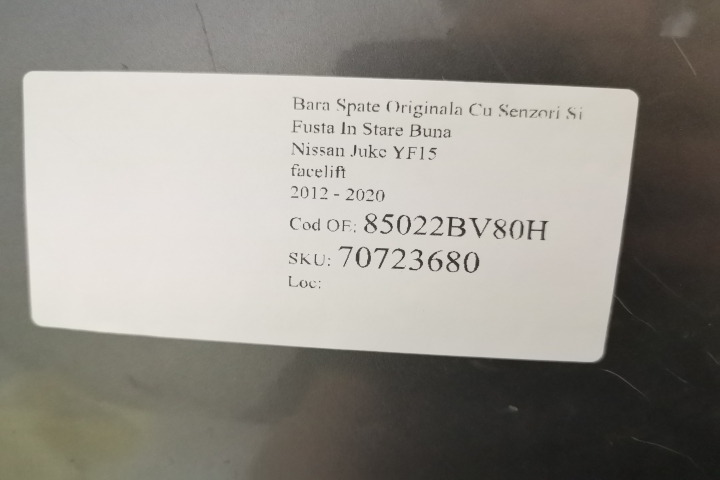 Bara Spate Originala Cu Senzori Si
Fusta In Stare Buna
Nissan Juke YF15
facelift
2012 - 2020
Cod OE: 85022BV80H
SKU: 70723680
Loc: